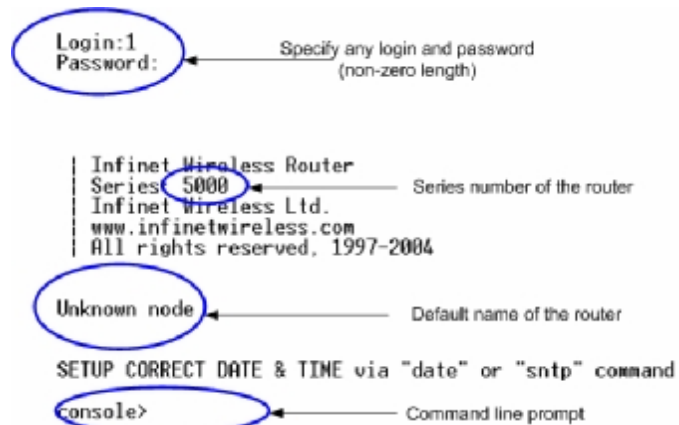 Login:1
Password:
Specify any login and password
(non-zero length)
| Infinet Wireless Router
| Series 5000
Series number of the router
| Infinet Wireless Ltd.
| www.infinetwireless.com
| All rights reserved, 1997-2004
Unknown node
Default name of the router
SETUP CORRECT DATE & TIME via "date" or "sntp" command
console>
Command line prompt